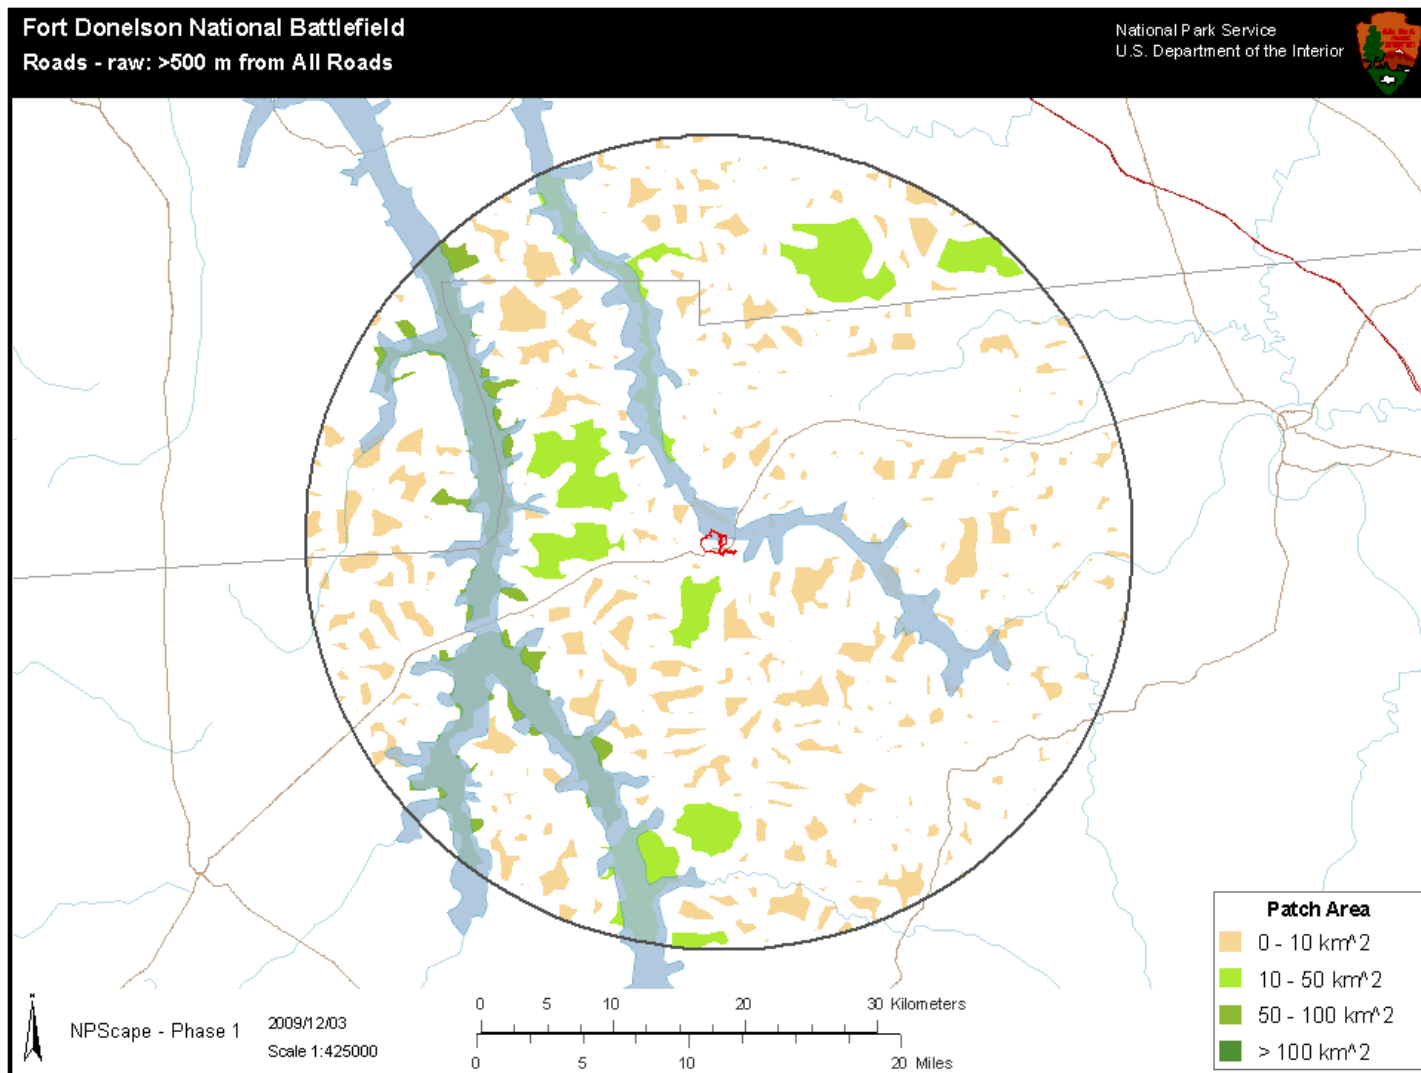 Fort Donelson National Battlefield
Roads - raw: >500 m from All Roads
National Park Service
U.S. Department of the Interior
Patch Area
0 - 10 km^2
10 - 50 km^2
50 - 100 km^2
> 100 km^2
N
NPScape - Phase 1
2009/12/03
Scale 1:425000
0 5 10 20 30 Kilometers
0 5 10 20 Miles